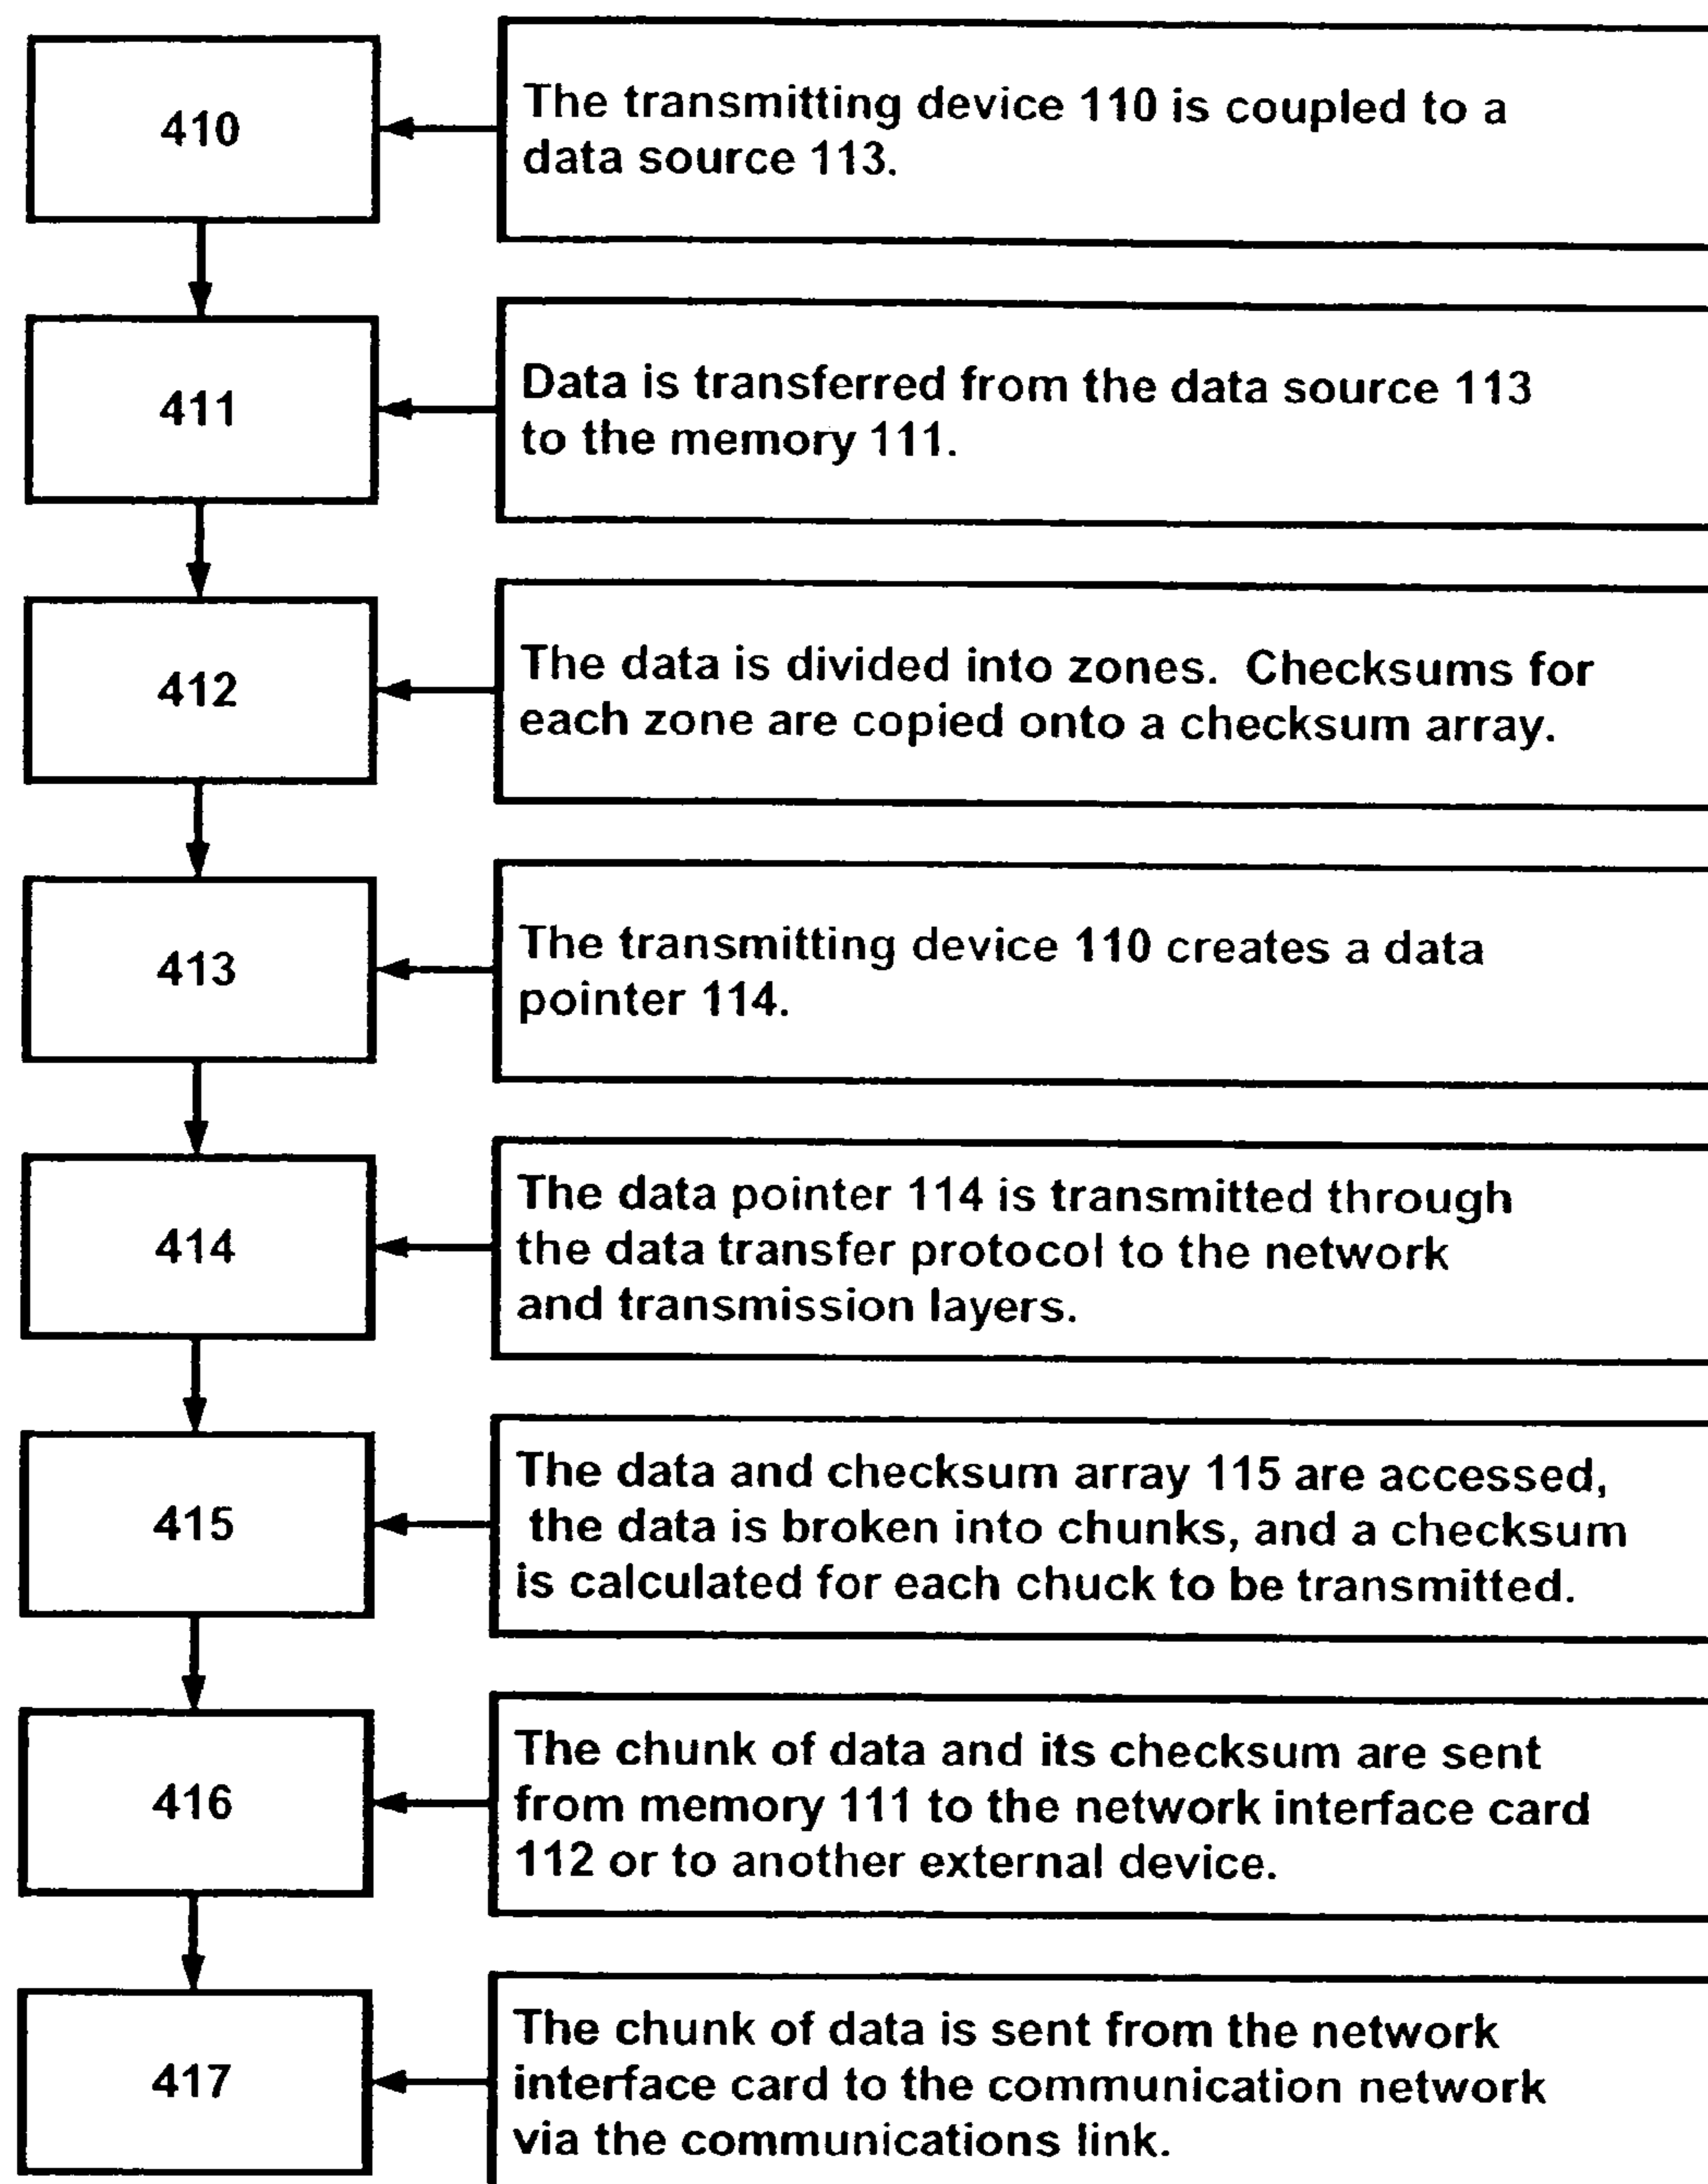 410
The transmitting device 110 is coupled to a
data source 113.
411
Data is transferred from the data source 113
to the memory 111.
412
The data is divided into zones. Checksums for
each zone are copied onto a checksum array.
413
The transmitting device 110 creates a data
pointer 114.
414
The data pointer 114 is transmitted through
the data transfer protocol to the network
and transmission layers.
415
The data and checksum array 115 are accessed,
the data is broken into chunks, and a checksum
is calculated for each chuck to be transmitted.
416
The chunk of data and its checksum are sent
from memory 111 to the network interface card
112 or to another external device.
417
The chunk of data is sent from the network
interface card to the communication network
via the communications link.